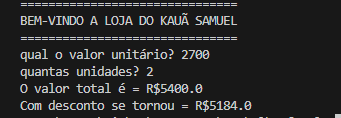 ===============================
BEM-VINDO A LOJA DO KAUÃ SAMUEL
===============================
qual o valor unitário? 2700
quantas unidades? 2
O valor total é = R$5400.0
Com desconto se tornou = R$5184.0